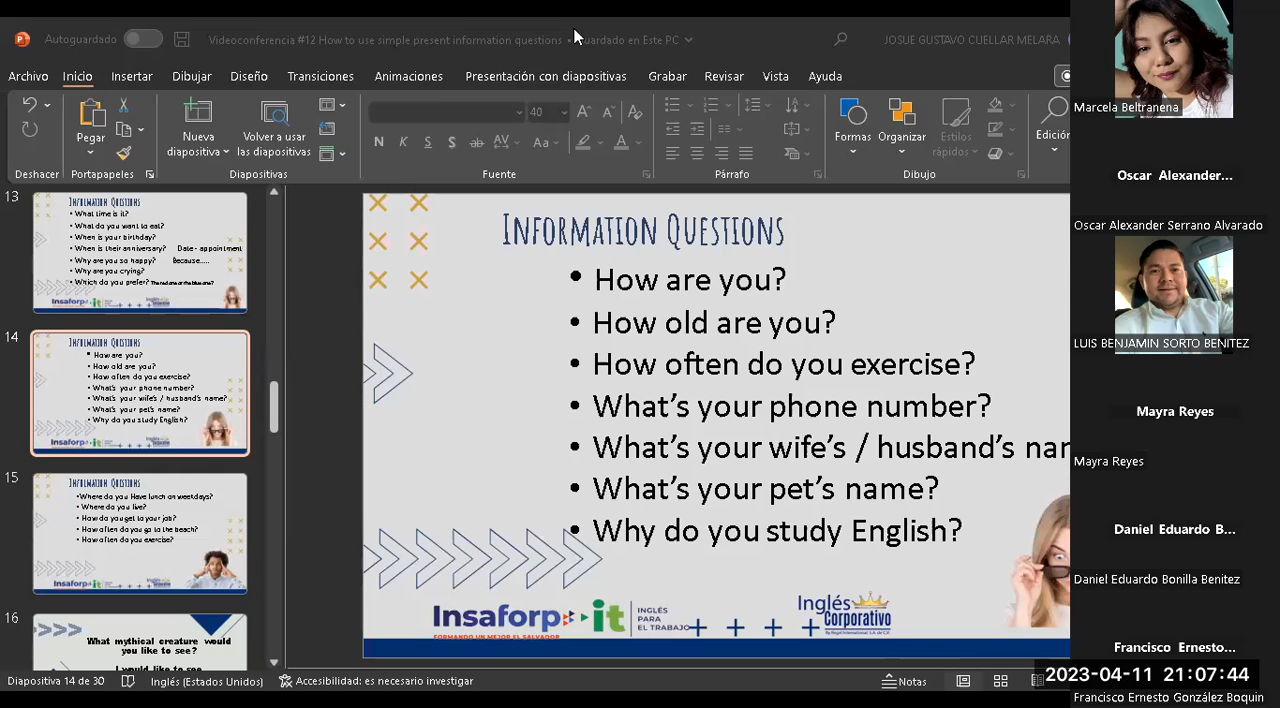 Autoguardado
Videoconferencia #12 How to use simple present information questions • Guardado en Este PC
JOSUE GUSTAVO CUELLAR MELARA
Archivo Inicio Insertar Dibujar Diseño Transiciones Animaciones Presentación con diapositivas Grabar Revisar Vista Ayuda
40
Pegar
Nueva diapositiva
Volver a usar las diapositivas
N K S S ab AV Aa A
Formas
Organizar
Estilos rápidos
Edición
Deshacer Portapapeles Diapositivas Fuente Párrafo Dibujo
13
Information Questions
• What time is it?
• What do you want to eat?
• When is your birthday?
• When is their anniversary? Date - appointment
• Why are you so happy? Because.....
• Why are you crying?
• Which do you prefer?
Insaforp it
14
Information Questions
• How are you?
• How old are you?
• How often do you exercise?
• What's your phone number?
• What's your wife's / husband's name?
• What's your pet's name?
• Why do you study English?
Insaforp it
15
Information Questions
• Where do you Have lunch on weekdays?
• Where do you live?
• How do you get to your job?
• How often do you go to the beach?
• How often do you exercise?
Insaforp it
16
What mythical creature would
you like to see?
I would like to see
Information Questions
• How are you?
• How old are you?
• How often do you exercise?
• What's your phone number?
• What's your wife's / husband's nam
• What's your pet's name?
• Why do you study English?
Insaforp it
FORMANDO UN MEJOR EL SALVADOR
INGLÉS
PARA
EL TRABAJO
Inglés
Corporativo
Diapositiva 14 de 30
Inglés (Estados Unidos)
Accesibilidad: es necesario investigar
Notas
Marcela Beltranena
Oscar Alexander...
Oscar Alexander Serrano Alvarado
LUIS BENJAMIN SORTO BENITEZ
Mayra Reyes
Mayra Reyes
Daniel Eduardo B...
Daniel Eduardo Bonilla Benitez
Francisco Ernesto...
2023-04-11 21:07:44
Francisco Ernesto González Boquin